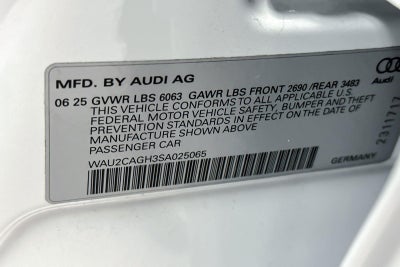 MFD. BY AUDI AG
06 25 GVWR LBS 6063 GAWR LBS FRONT 2690 /REAR 3483
THIS VEHICLE CONFORMS TO ALL APPLICABLE U.S.
FEDERAL MOTOR VEHICLE SAFETY, BUMPER AND THEFT
PREVENTION STANDARDS IN EFFECT ON THE DATE OF
MANUFACTURE SHOWN ABOVE
PASSENGER CAR
WAU2CAGH3SA025065
GERMANY
Audi
2311717